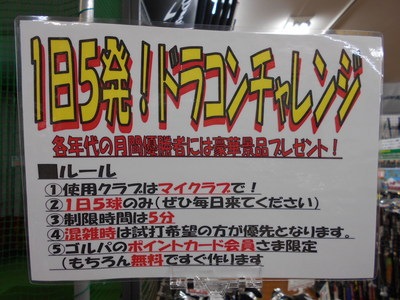 1日5発!ドラコンチャレンジ
各年代の月間優勝者には豪華景品プレゼント!
■ルール
①使用クラブはマイクラブで!
②1日5球のみ(ぜひ毎日来てください)
③制限時間は5分
④混雑時は試打希望の方が優先となります。
⑤ゴルパのポイントカード会員さま限定
(もちろん無料ですぐ作ります